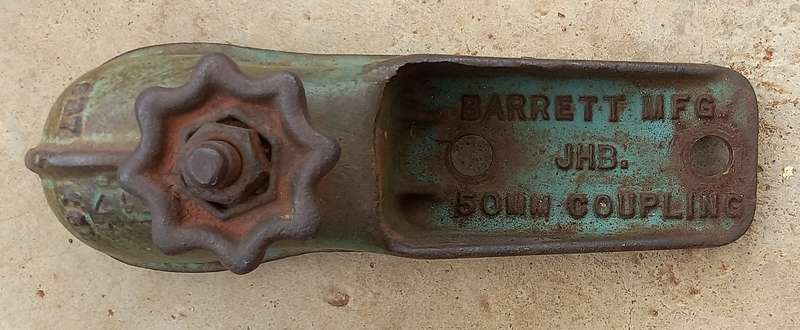 BARRETT MFG.
JHB.
50MM COUPLING